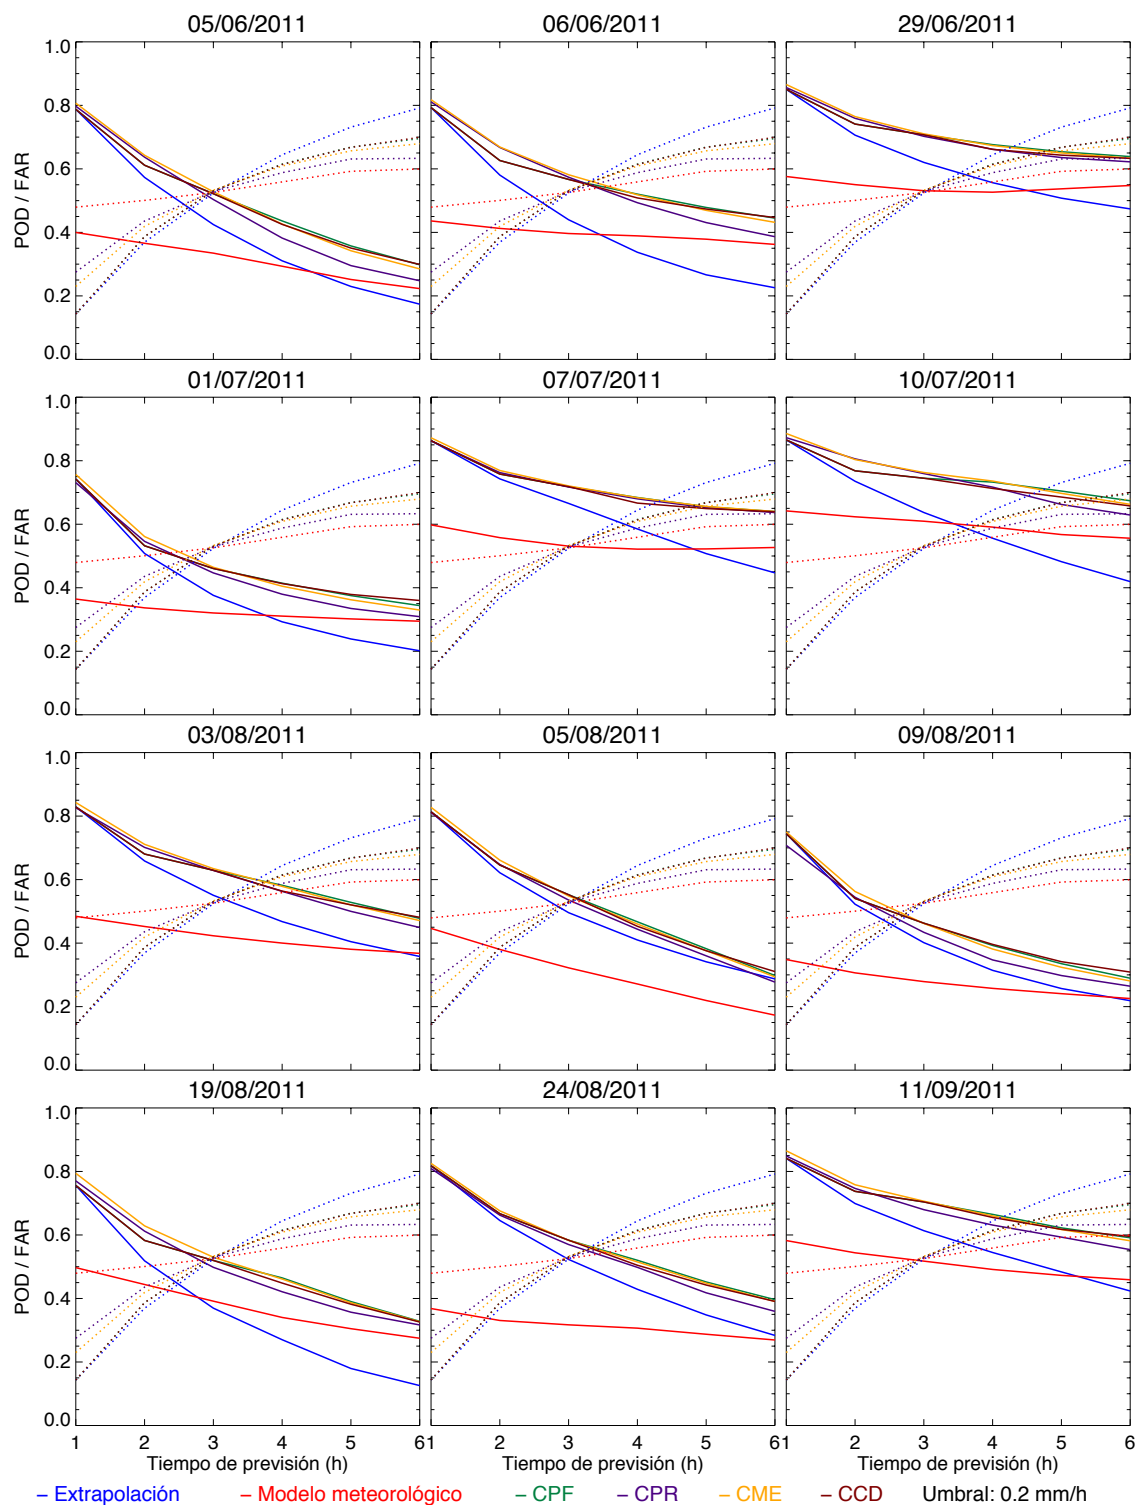 05/06/2011 06/06/2011 29/06/2011
1.0
0.8
0.6
POD / FAR
0.4
0.2
0.0
01/07/2011 07/07/2011 10/07/2011
1.0
0.8
0.6
POD / FAR
0.4
0.2
0.0
03/08/2011 05/08/2011 09/08/2011
1.0
0.8
0.6
POD / FAR
0.4
0.2
0.0
19/08/2011 24/08/2011 11/09/2011
1.0
0.8
0.6
POD / FAR
0.4
0.2
0.0
1 2 3 4 5 61 2 3 4 5 61 2 3 4 5 6
Tiempo de previsión (h) Tiempo de previsión (h) Tiempo de previsión (h)
– Extrapolación – Modelo meteorológico – CPF – CPR – CME – CCD Umbral: 0.2 mm/h